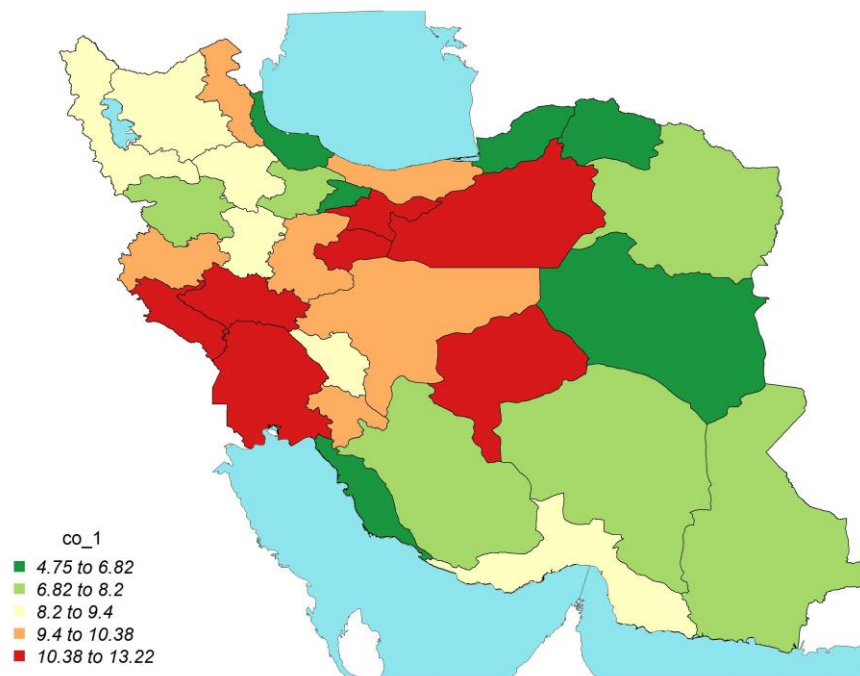 co_1
4.75 to 6.82
6.82 to 8.2
8.2 to 9.4
9.4 to 10.38
10.38 to 13.22